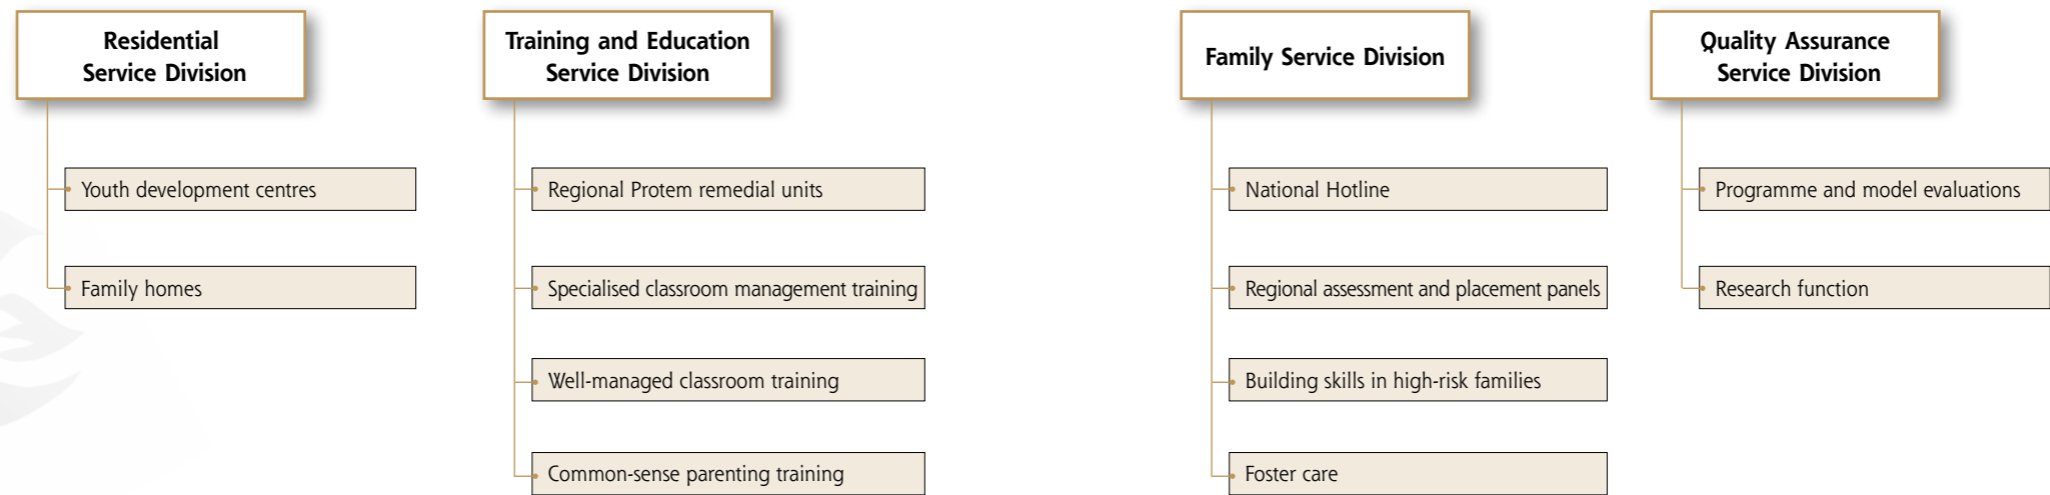 Residential
Service Division
Youth development centres
Family homes
Training and Education
Service Division
Regional Protem remedial units
Specialised classroom management training
Well-managed classroom training
Common-sense parenting training
Family Service Division
National Hotline
Regional assessment and placement panels
Building skills in high-risk families
Foster care
Quality Assurance
Service Division
Programme and model evaluations
Research function